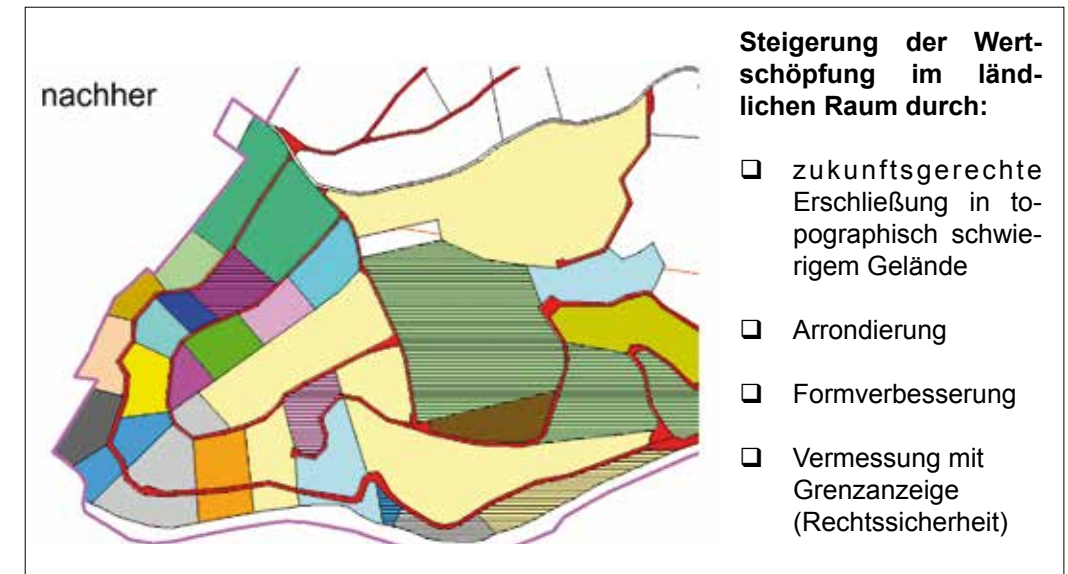 nachher
Steigerung der Wert-
schöpfung im länd-
lichen Raum durch:
❑ zukunftsgerechte
Erschließung in to-
pographisch schwie-
rigem Gelände
❑ Arrondierung
❑ Formverbesserung
❑ Vermessung mit
Grenzanzeige
(Rechtssicherheit)